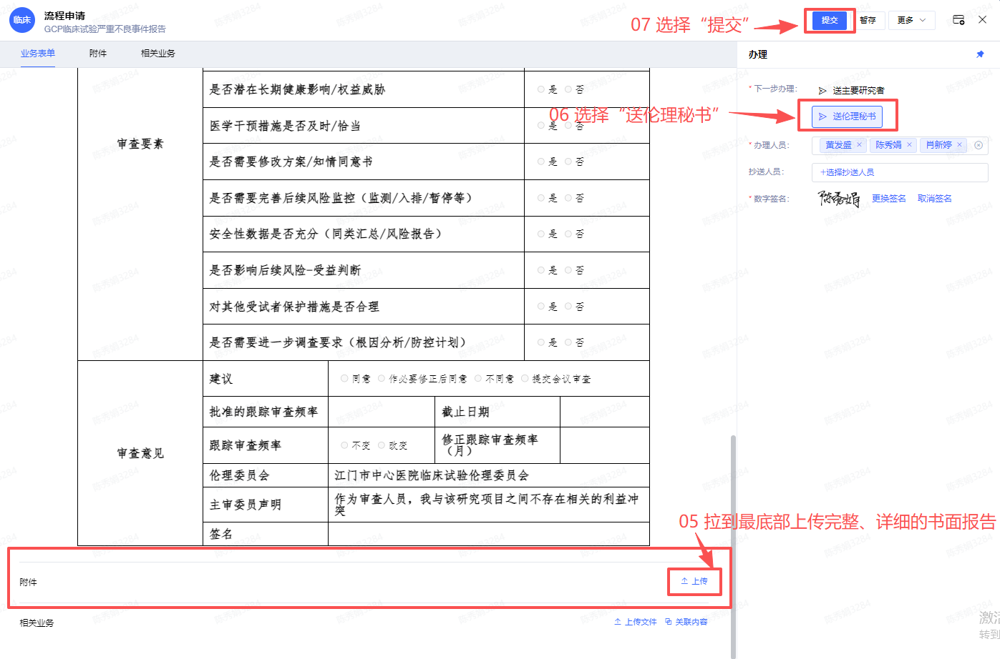 临床
流程申请
GCP临床试验严重不良事件报告
07 选择“提交”
提交
暂存
更多
业务表单
附件
相关业务
办理
审查要素
是否潜在长期健康影响/权益威胁
是 否
医学干预措施是否及时/恰当
是 否
是否需要修改方案/知情同意书
是 否
是否需要完善后续风险监控（监测/入排/暂停等）
是 否
安全性数据是否充分（同类汇总/风险报告）
是 否
是否影响后续风险-受益判断
是 否
对其他受试者保护措施是否合理
是 否
是否需要进一步调查要求（根因分析/防控计划）
是 否
审查意见
建议
同意 作必要修正后同意 不同意 提交会议审查
批准的跟踪审查频率
截止日期
跟踪审查频率
不变 改变
修正跟踪审查频率
（月）
伦理委员会
江门市中心医院临床试验伦理委员会
主审委员声明
作为审查人员，我与该研究项目之间不存在相关的利益冲
突
签名
*下一步办理：
送主要研究者
06 选择“送伦理秘书”
送伦理秘书
*办理人员：
黄发盛 × 陈秀娟 × 肖新婷 ×
抄送人员：
+选择抄送人员
*数字签名：
陈秀娟
更换签名 取消签名
05 拉到最底部上传完整、详细的书面报告
附件
上传
相关业务
上传文件 关联内容
激活
转到
陈秀娟3284